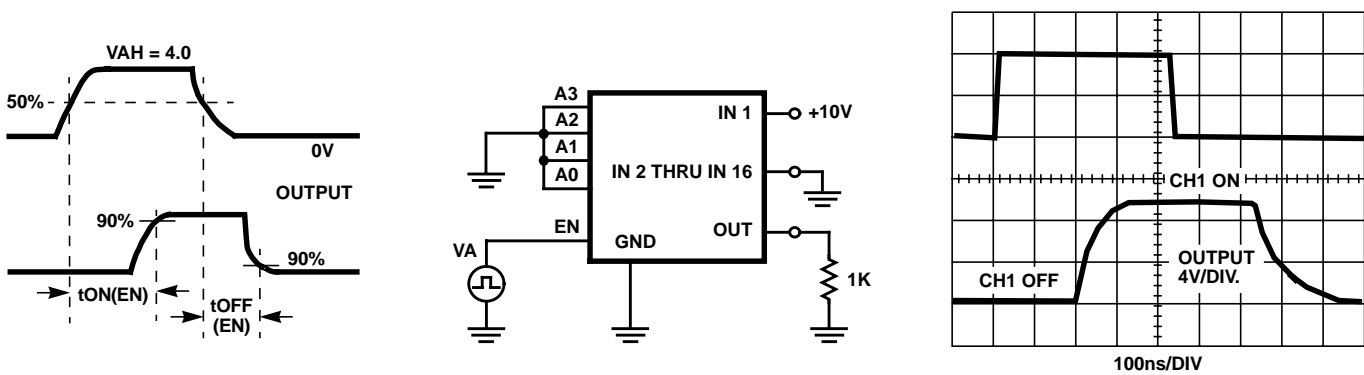 VAH = 4.0
50%
0V
OUTPUT
90%
90%
tON(EN)
tOFF
(EN)
A3
A2
A1
A0
EN
VA
IN 1
+10V
IN 2 THRU IN 16
OUT
GND
1K
CH1 ON
CH1 OFF
OUTPUT
4V/DIV.
100ns/DIV